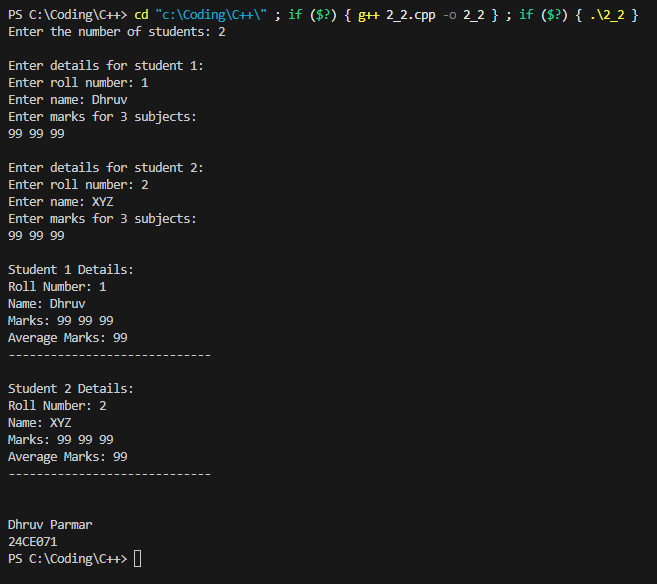 PS C:\Coding\C++> cd "c:\Coding\C++\" ; if ($?) { g++ 2_2.cpp -o 2_2 } ; if ($?) { .\2_2 }
Enter the number of students: 2
Enter details for student 1:
Enter roll number: 1
Enter name: Dhruv
Enter marks for 3 subjects:
99 99 99
Enter details for student 2:
Enter roll number: 2
Enter name: XYZ
Enter marks for 3 subjects:
99 99 99
Student 1 Details:
Roll Number: 1
Name: Dhruv
Marks: 99 99 99
Average Marks: 99
-----------------------------
Student 2 Details:
Roll Number: 2
Name: XYZ
Marks: 99 99 99
Average Marks: 99
-----------------------------
Dhruv Parmar
24CE071
PS C:\Coding\C++>